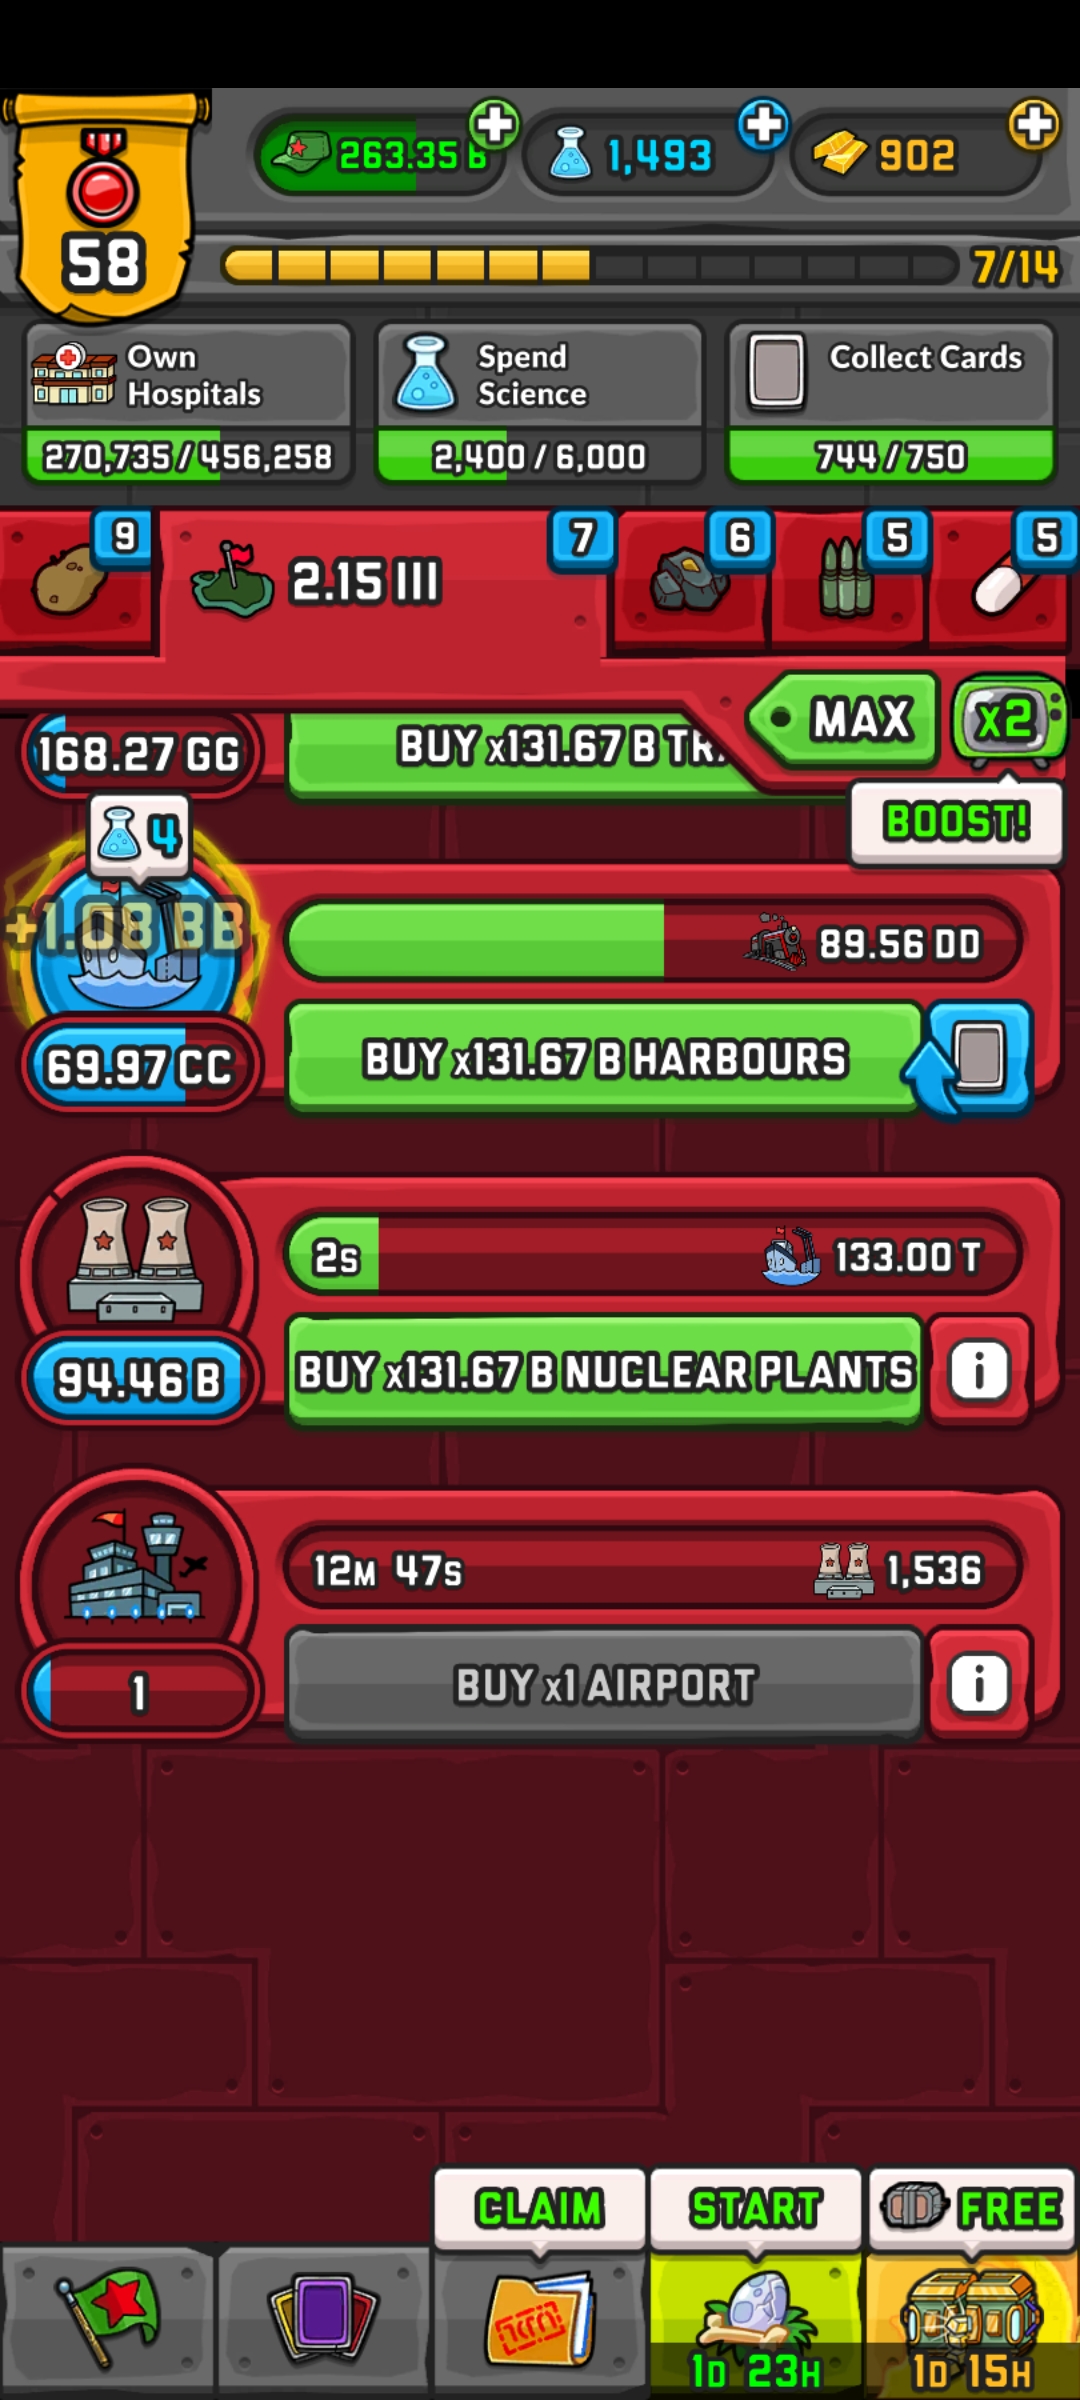 263.35 B
1,493
902
58
7/14
Own
Hospitals
270,735 / 456,258
Spend
Science
2,400 / 6,000
Collect Cards
744 / 750
9
2.15 III
7
6
5
5
MAX
x2
168.27 GG
BUY x131.67 B
BOOST!
4
+1.08 BB
89.56 DD
69.97 CC
BUY x131.67 B HARBOURS
2s
133.00 T
94.46 B
BUY x131.67 B NUCLEAR PLANTS
i
12M 47s
1,536
1
BUY x1 AIRPORT
i
CLAIM
START
FREE
1D 23H
1D 15H